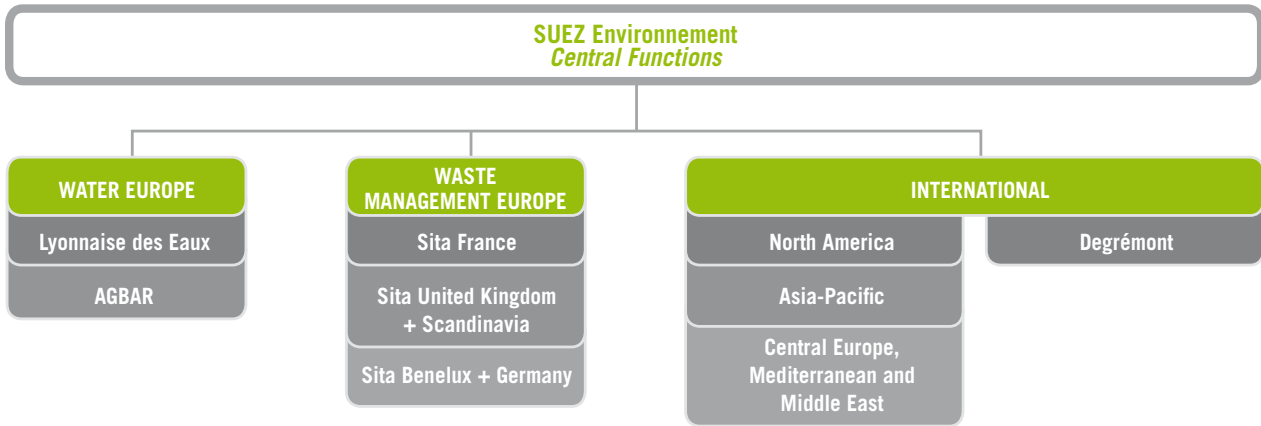 SUEZ Environnement
Central Functions
WATER EUROPE
Lyonnaise des Eaux
AGBAR
WASTE
MANAGEMENT EUROPE
Sita France
Sita United Kingdom
+ Scandinavia
Sita Benelux + Germany
INTERNATIONAL
North America
Asia-Pacific
Central Europe,
Mediterranean and
Middle East
Degrémont